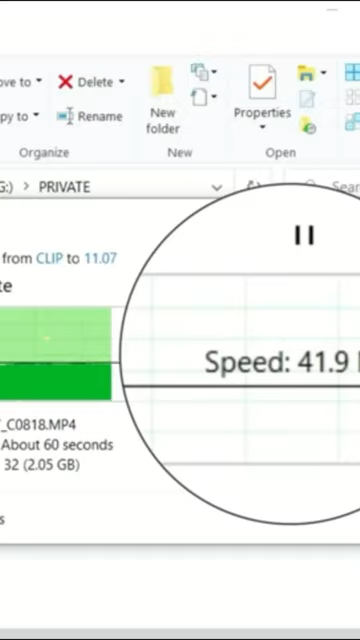 ove to
Delete
py to
Rename
New
folder
Properties
Organize
New
Open
G:) > PRIVATE
Sear
from CLIP to 11.07
te
Speed: 41.9
_C0818.MP4
About 60 seconds
32 (2.05 GB)
s